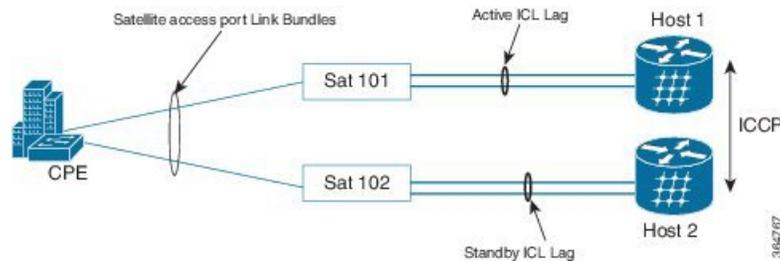 Satellite access port Link Bundles
Active ICL Lag
Host 1
Sat 101
ICCP
CPE
Sat 102
Host 2
Standby ICL Lag
364767